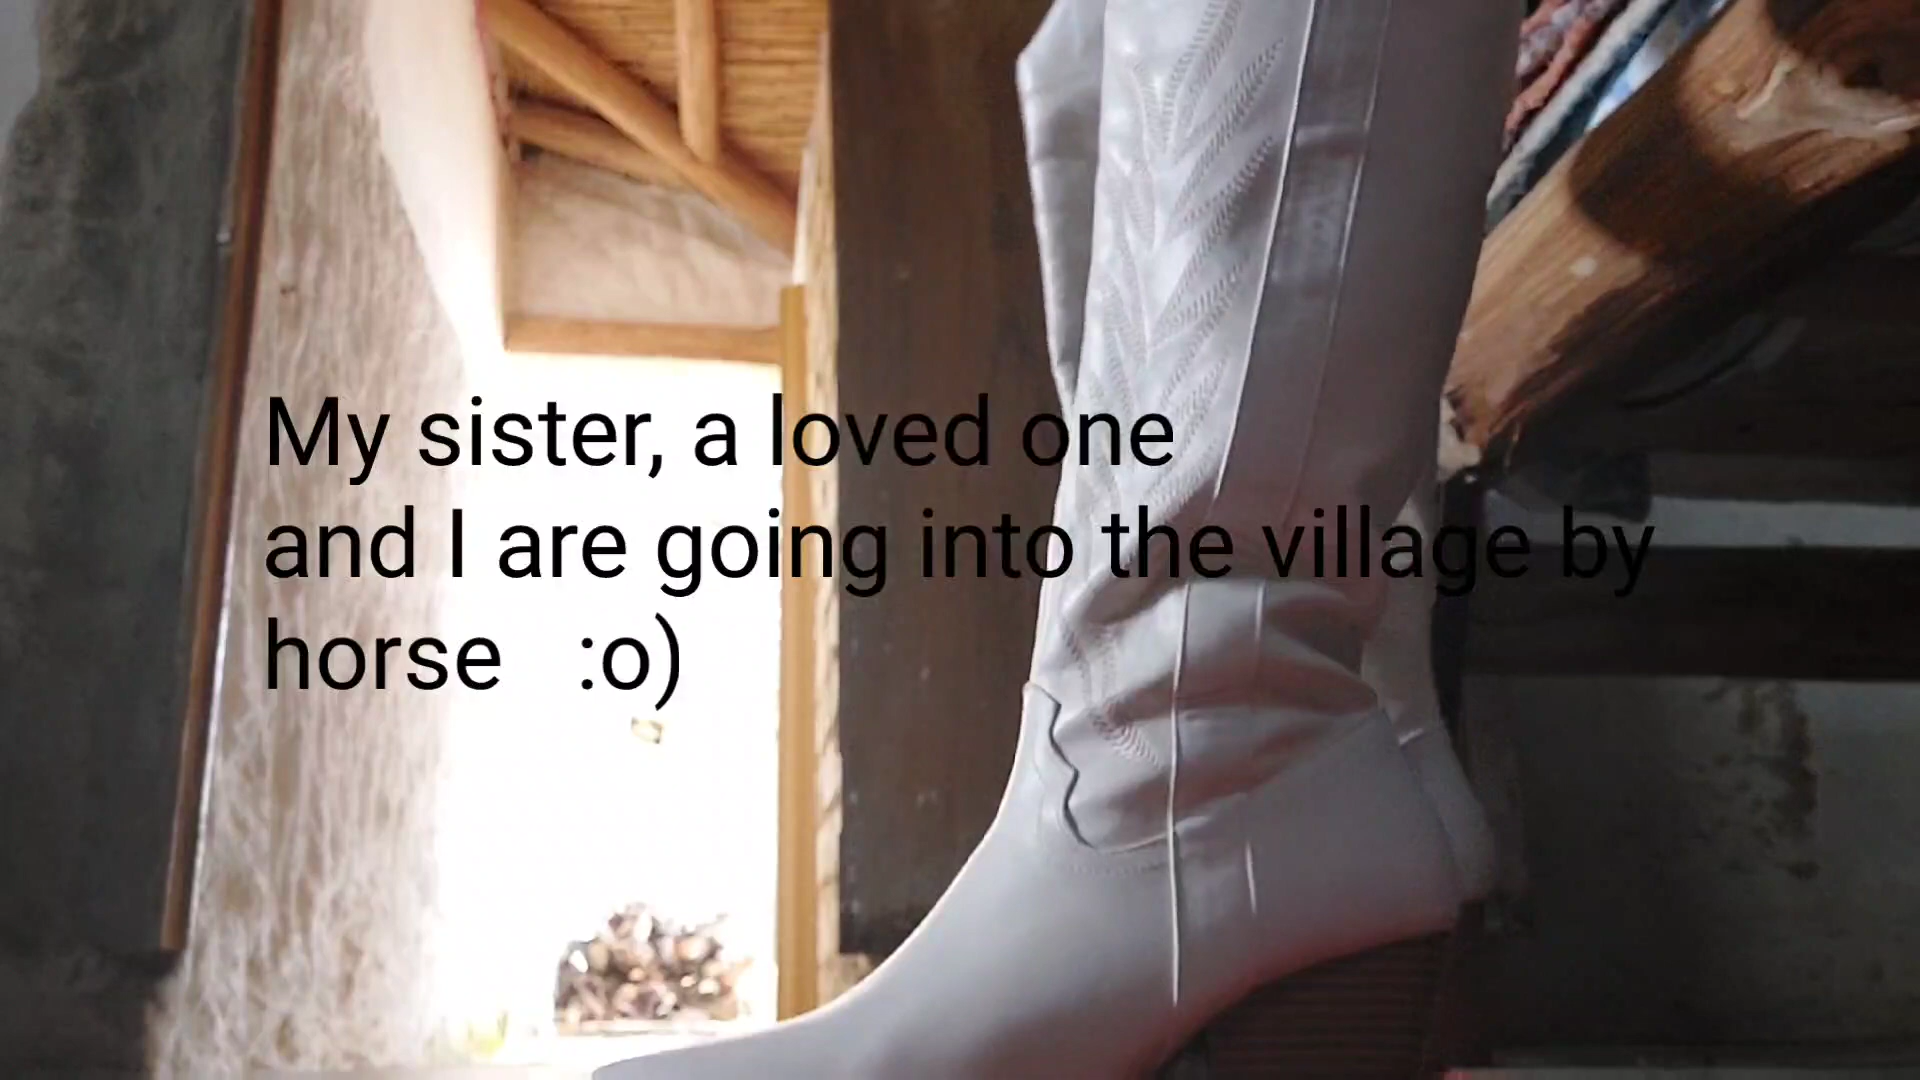 My sister, a loved one
and I are going into the village by
horse :o)